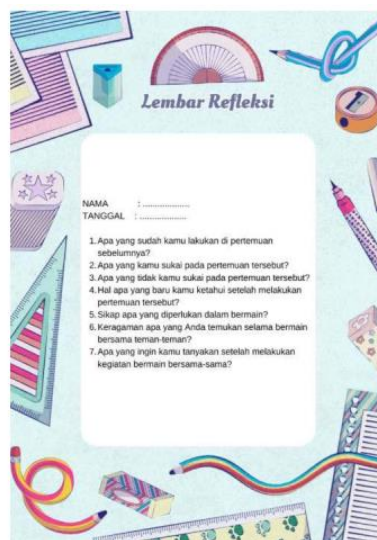 Lembar Refleksi
NAMA : ....................
TANGGAL : ....................
1. Apa yang sudah kamu lakukan di pertemuan
sebelumnya?
2. Apa yang kamu sukai pada pertemuan tersebut?
3. Apa yang tidak kamu sukai pada pertemuan tersebut?
4. Hal apa yang baru kamu ketahui setelah melakukan
pertemuan tersebut?
5. Sikap apa yang diperlukan dalam bermain?
6. Keragaman apa yang Anda temukan selama bermain
bersama teman-teman?
7. Apa yang ingin kamu tanyakan setelah melakukan
kegiatan bermain bersama-sama?